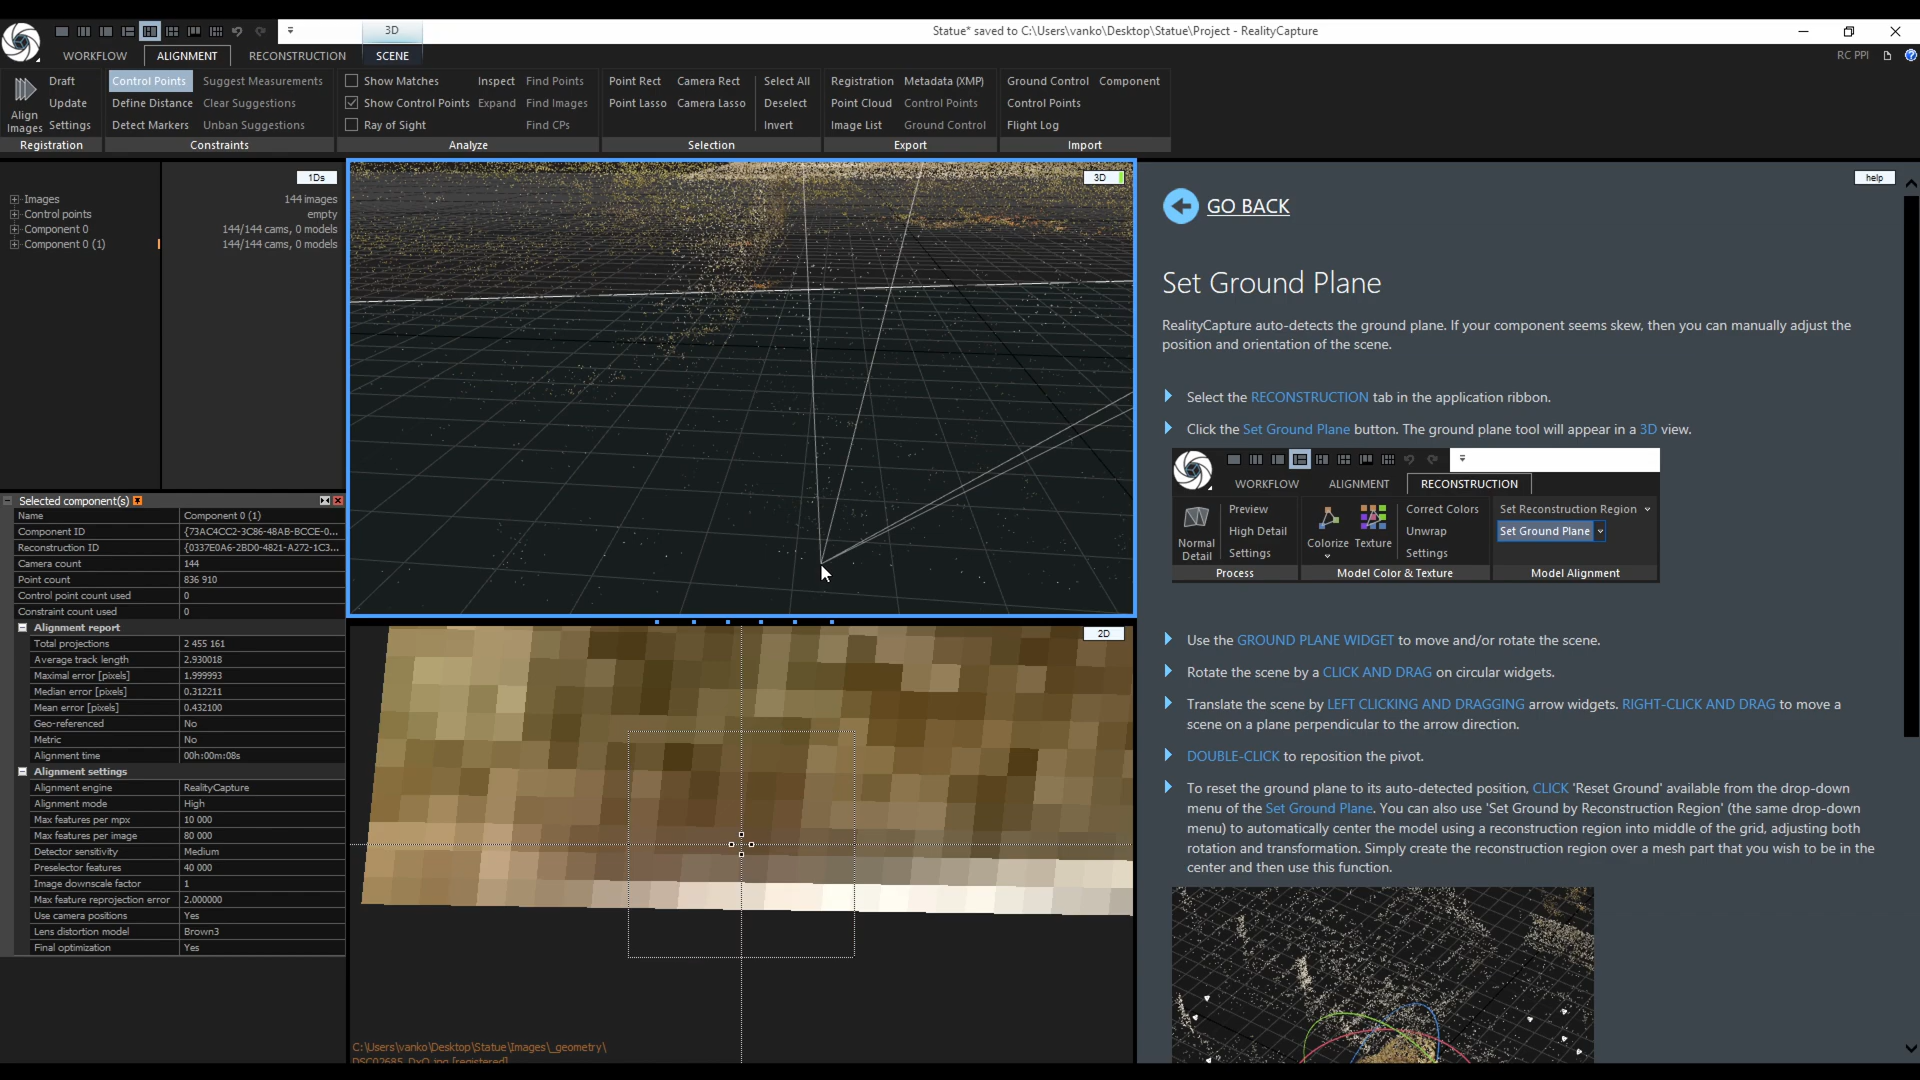 3D
Statue* saved to C:\Users\vanko\Desktop\Statue\Project - RealityCapture
WORKFLOW
ALIGNMENT
RECONSTRUCTION
SCENE
RC PPI
Align Images
Draft
Update
Settings
Registration
Control Points
Suggest Measurements
Define Distance
Clear Suggestions
Detect Markers
Unban Suggestions
Constraints
Show Matches
Inspect
Find Points
Show Control Points
Expand
Find Images
Ray of Sight
Find CPs
Analyze
Point Rect
Camera Rect
Select All
Point Lasso
Camera Lasso
Deselect
Invert
Selection
Registration
Metadata (XMP)
Point Cloud
Control Points
Image List
Ground Control
Export
Ground Control
Component
Control Points
Flight Log
Import
1Ds
Images 144 images
Control points empty
Component 0 144/144 cams, 0 models
Component 0 (1) 144/144 cams, 0 models
Selected component(s)
Name Component 0 (1)
Component ID {73AC4CC2-3C86-48AB-BCCE-0...
Reconstruction ID {0337E0A6-2BD0-4821-A272-1C3...
Camera count 144
Point count 836 910
Control point count used 0
Constraint count used 0
Alignment report
Total projections 2 455 161
Average track length 2.930018
Maximal error [pixels] 1.999993
Median error [pixels] 0.312211
Mean error [pixels] 0.432100
Geo-referenced No
Metric No
Alignment time 00h:00m:08s
Alignment settings
Alignment engine RealityCapture
Alignment mode High
Max features per mpx 10 000
Max features per image 80 000
Detector sensitivity Medium
Preselector features 40 000
Image downscale factor 1
Max feature reprojection error 2.000000
Use camera positions Yes
Lens distortion model Brown3
Final optimization Yes
3D
2D
C:\Users\vanko\Desktop\Statue\Images\_geometry\
DSC02685_DxO.jpg [registered]
help
GO BACK
Set Ground Plane
RealityCapture auto-detects the ground plane. If your component seems skew, then you can manually adjust the
position and orientation of the scene.
Select the RECONSTRUCTION tab in the application ribbon.
Click the Set Ground Plane button. The ground plane tool will appear in a 3D view.
WORKFLOW
ALIGNMENT
RECONSTRUCTION
Normal Detail
Preview
High Detail
Settings
Process
Colorize
Texture
Correct Colors
Unwrap
Settings
Model Color & Texture
Set Reconstruction Region
Set Ground Plane
Model Alignment
Use the GROUND PLANE WIDGET to move and/or rotate the scene.
Rotate the scene by a CLICK AND DRAG on circular widgets.
Translate the scene by LEFT CLICKING AND DRAGGING arrow widgets. RIGHT-CLICK AND DRAG to move a
scene on a plane perpendicular to the arrow direction.
DOUBLE-CLICK to reposition the pivot.
To reset the ground plane to its auto-detected position, CLICK 'Reset Ground' available from the drop-down
menu of the Set Ground Plane. You can also use 'Set Ground by Reconstruction Region' (the same drop-down
menu) to automatically center the model using a reconstruction region into middle of the grid, adjusting both
rotation and transformation. Simply create the reconstruction region over a mesh part that you wish to be in the
center and then use this function.